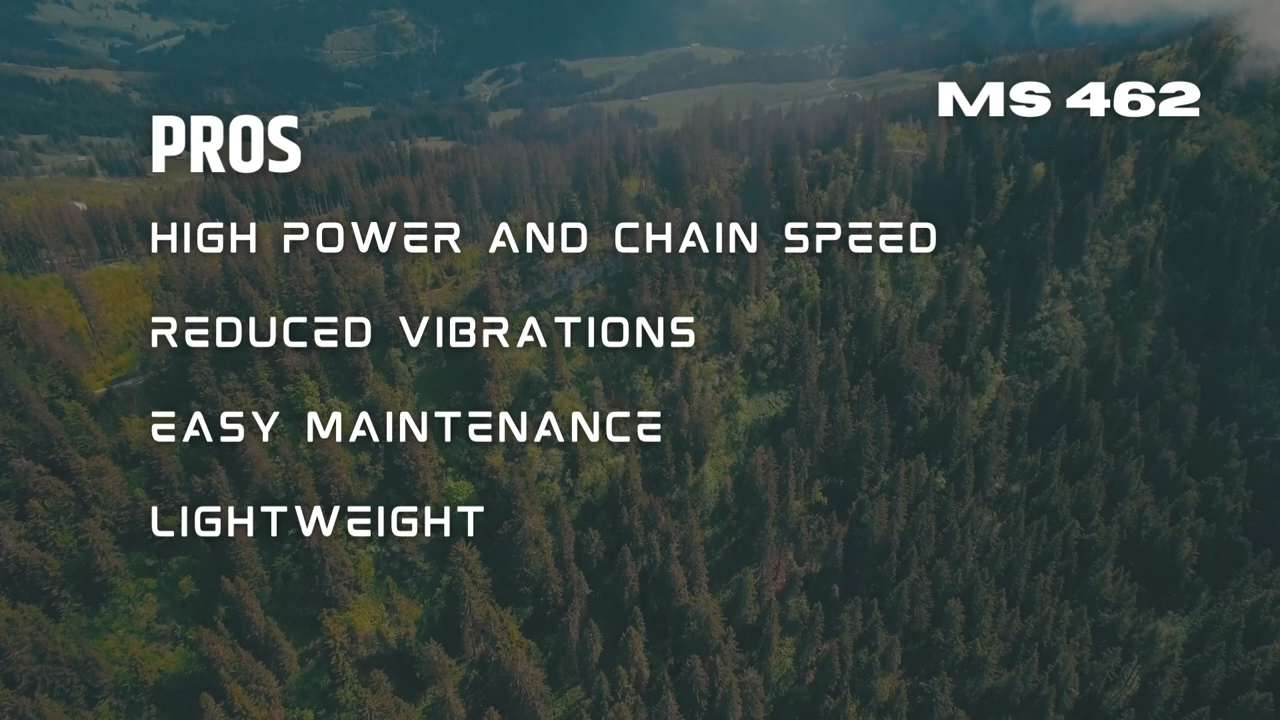 MS 462
PROS
HIGH POWER AND CHAIN SPEED
REDUCED VIBRATIONS
EASY MAINTENANCE
LIGHTWEIGHT